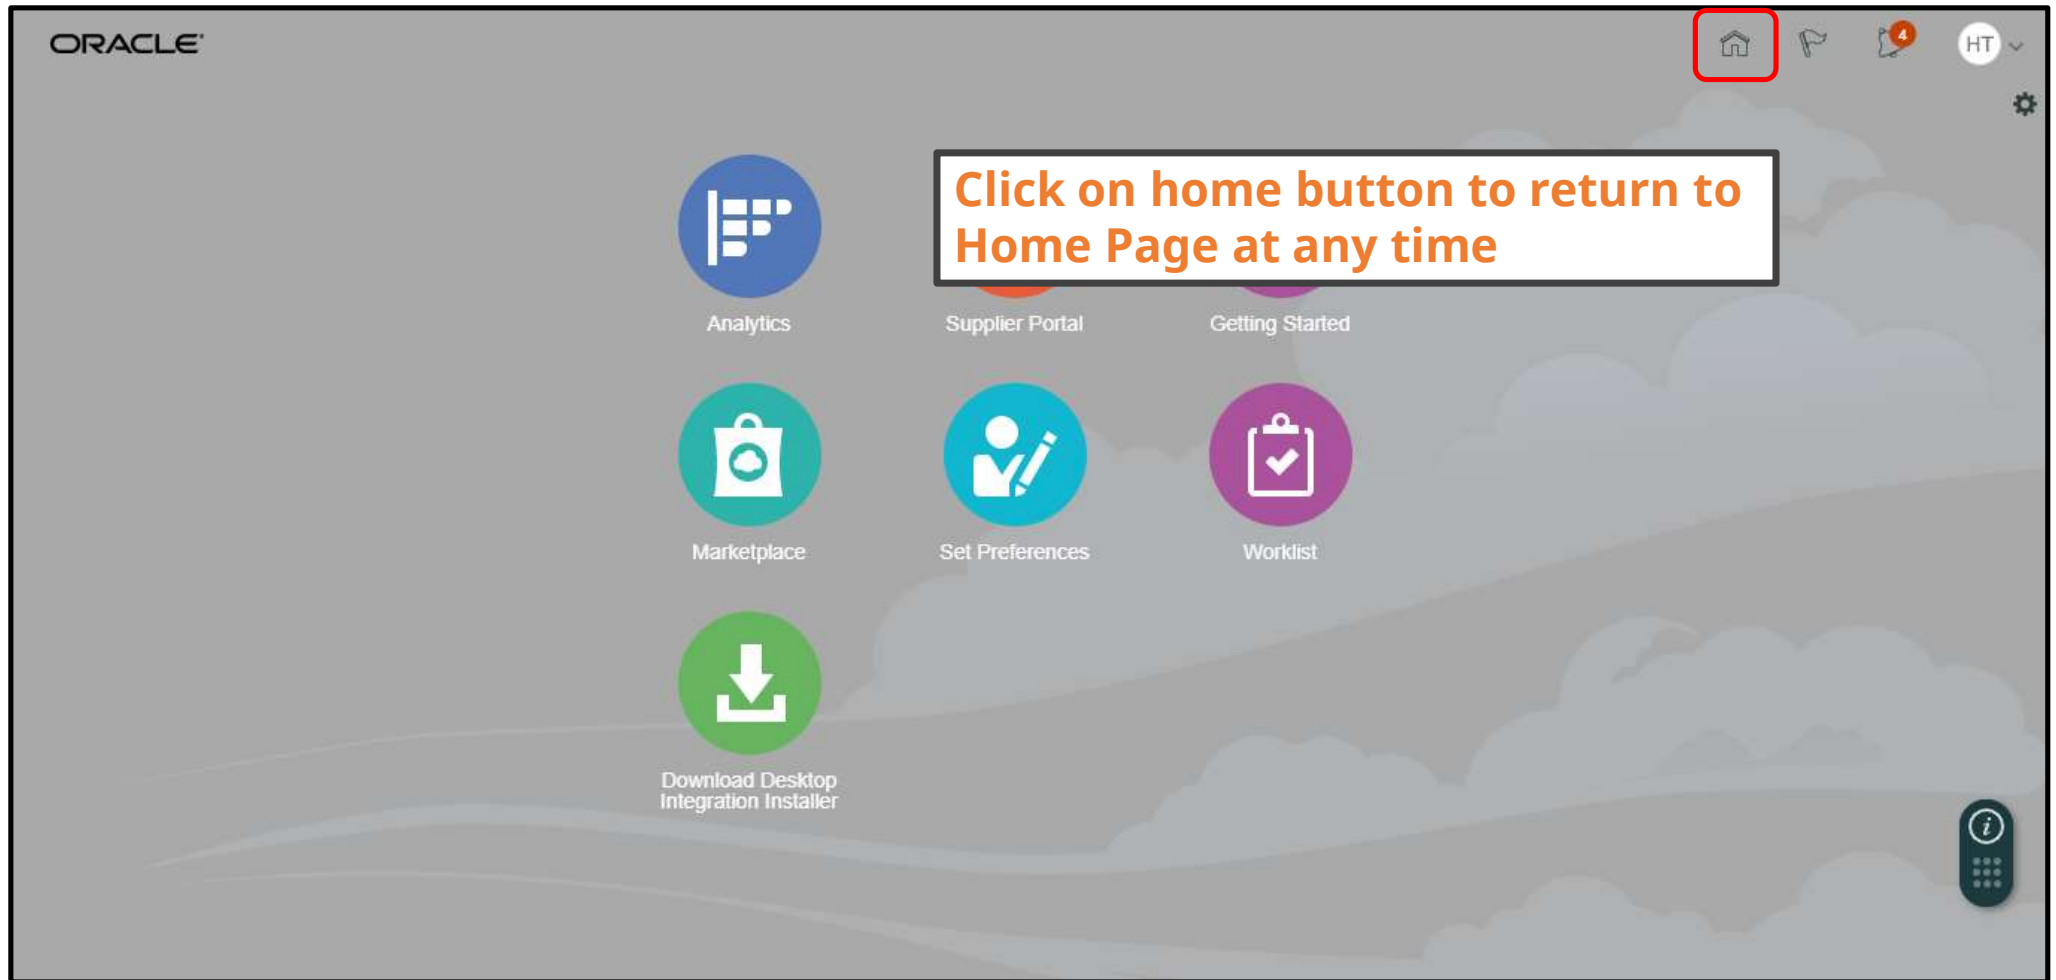 ORACLE
4
HT
Click on home button to return to
Home Page at any time
Analytics
Supplier Portal
Getting Started
Marketplace
Set Preferences
Worklist
Download Desktop
Integration Installer
i